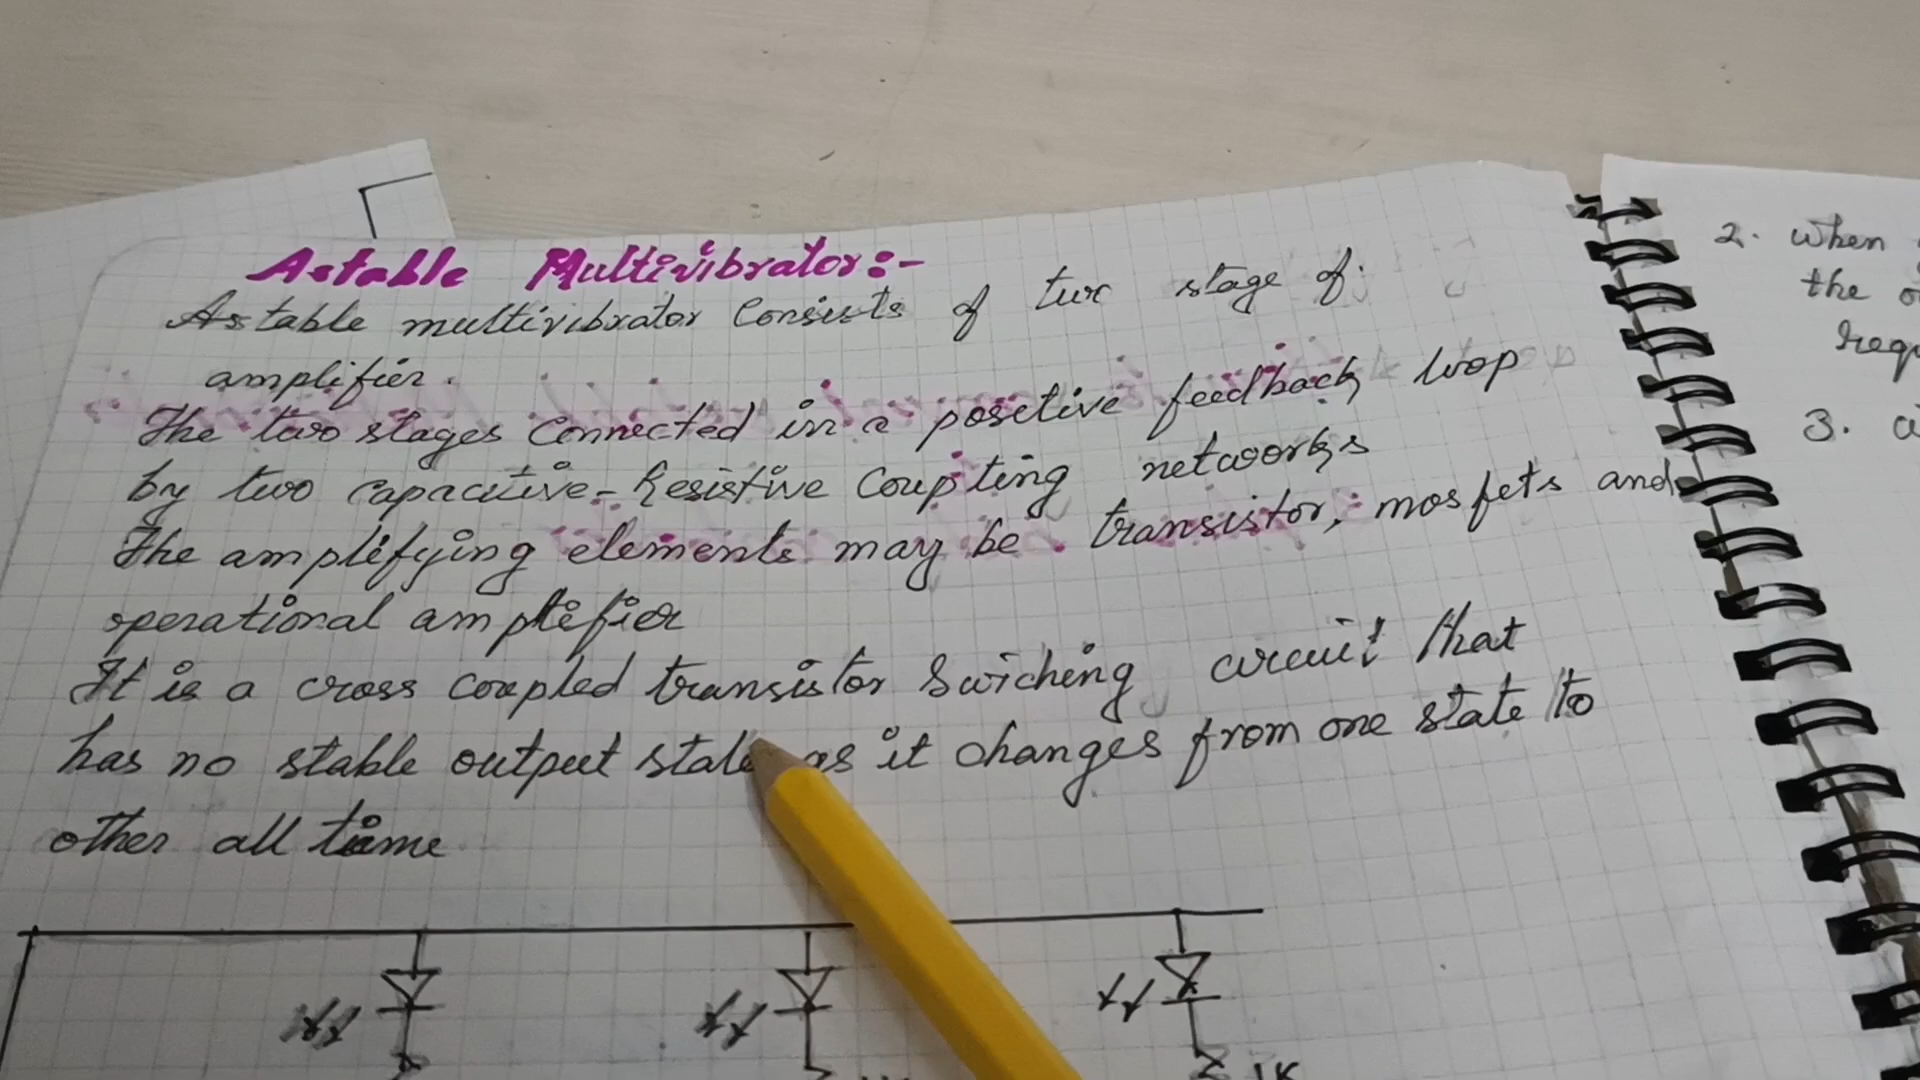 Astable Multivibrator:-
Astable multivibrator Consists of two stage of
amplifier.
The two stages Connected in a positive feedback loop
by two capacitive-Resistive Coupling networks
The amplifying elements may be transistor, mosfets and
operational amplifier
It is a cross coupled transistor Swiching circuit that
has no stable output state as it changes from one state to
other all time
1K
2. when
the
requ
3.